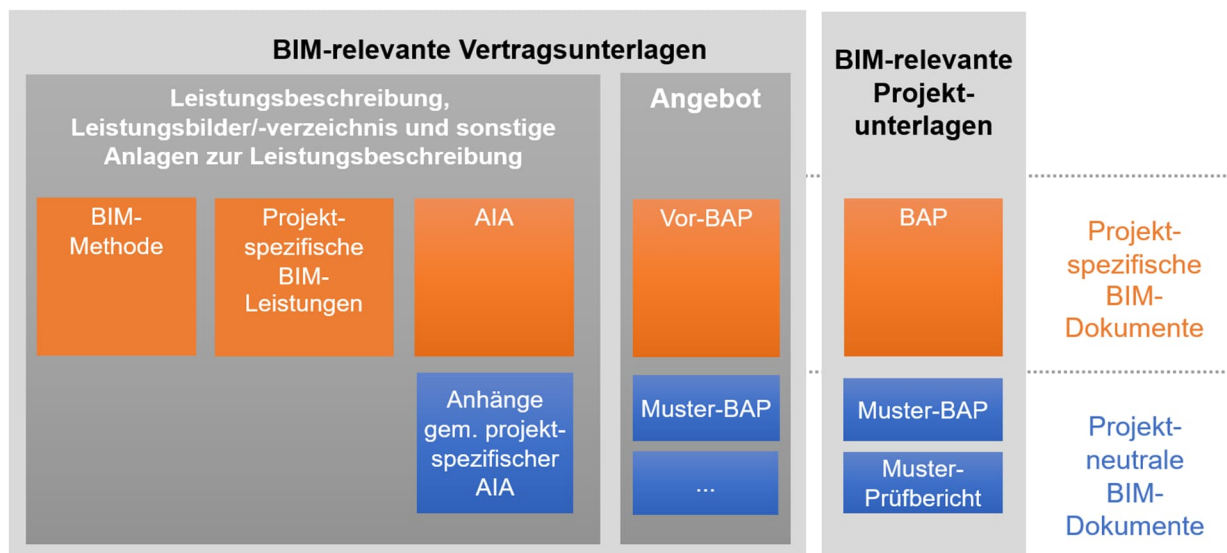 BIM-relevante Vertragsunterlagen
Leistungsbeschreibung,
Leistungsbilder/-verzeichnis und sonstige
Anlagen zur Leistungsbeschreibung
BIM-
Methode
Projekt-
spezifische
BIM-
Leistungen
AIA
Anhänge
gem. projekt-
spezifischer
AIA
Angebot
Vor-BAP
Muster-BAP
...
BIM-relevante
Projekt-
unterlagen
BAP
Muster-BAP
Muster-
Prüfbericht
Projekt-
spezifische
BIM-
Dokumente
Projekt-
neutrale
BIM-
Dokumente